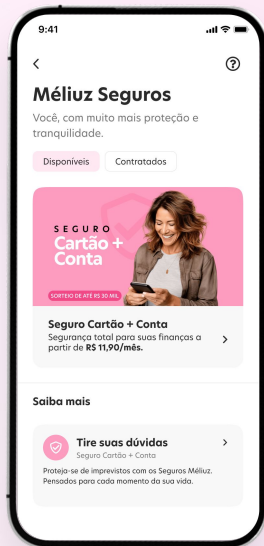 9:41
Méliuz Seguros
Você, com muito mais proteção e
tranquilidade.
Disponíveis
Contratados
SEGURO
Cartão +
Conta
SORTEIO DE ATÉ R$ 30 MIL
Seguro Cartão + Conta
Segurança total para suas finanças a
partir de R$ 11,90/mês.
Saiba mais
Tire suas dúvidas
Seguro Cartão + Conta
Proteja-se de imprevistos com os Seguros Méliuz.
Pensados para cada momento da sua vida.